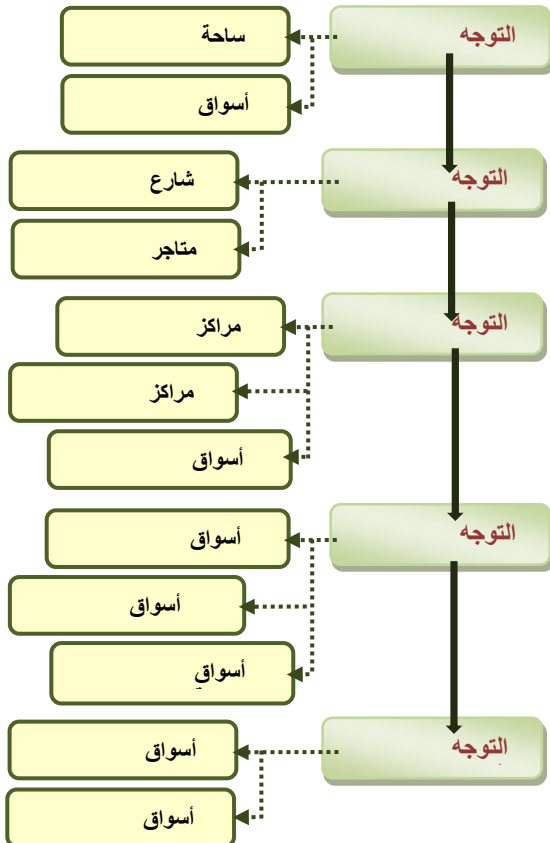 التوجه
ساحة
أسواق
التوجه
شارع
متاجر
التوجه
مراكز
مراكز
أسواق
التوجه
أسواق
أسواق
أسواق
التوجه
أسواق
أسواق